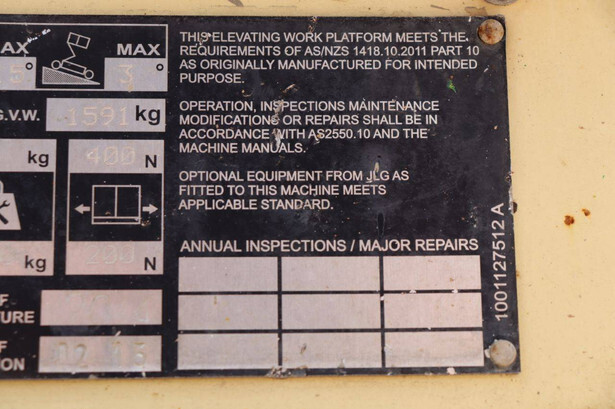 AX
MAX
5°
3°
G.V.W.
1591 kg
kg
400 N
kg
200 N
F
URE
F
ION
THIS ELEVATING WORK PLATFORM MEETS THE
REQUIREMENTS OF AS/NZS 1418.10.2011 PART 10
AS ORIGINALLY MANUFACTURED FOR INTENDED
PURPOSE.
OPERATION, INSPECTIONS MAINTENANCE
MODIFICATIONS OR REPAIRS SHALL BE IN
ACCORDANCE WITH AS2550.10 AND THE
MACHINE MANUALS.
OPTIONAL EQUIPMENT FROM JLG AS
FITTED TO THIS MACHINE MEETS
APPLICABLE STANDARD.
ANNUAL INSPECTIONS / MAJOR REPAIRS
1001127512 A